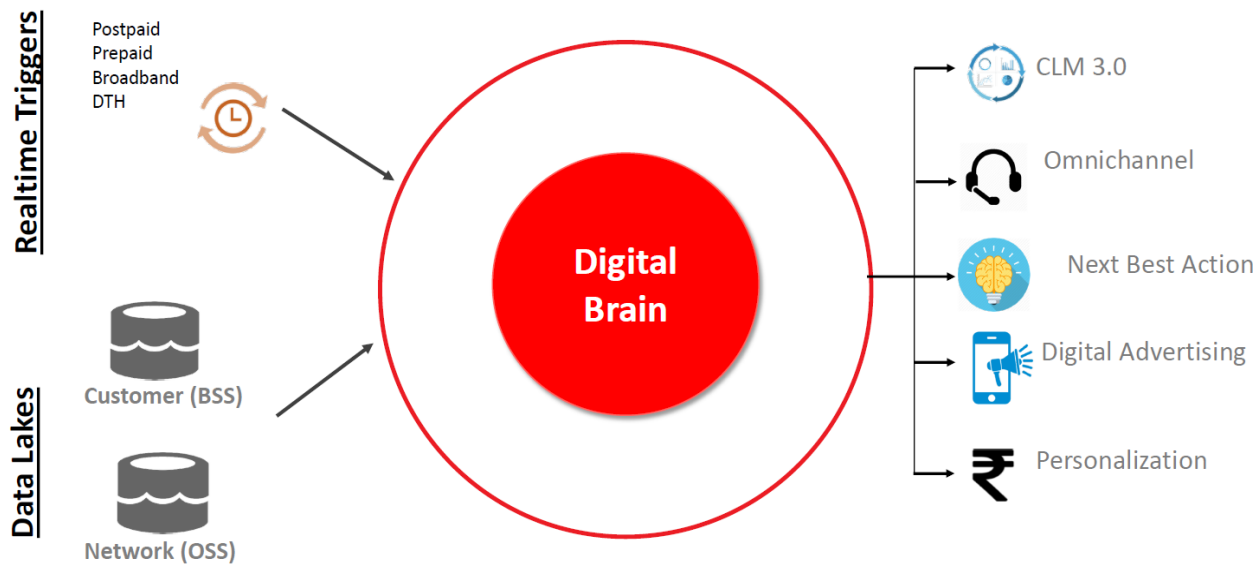 Realtime Triggers
Postpaid
Prepaid
Broadband
DTH
Data Lakes
Customer (BSS)
Network (OSS)
Digital
Brain
CLM 3.0
Omnichannel
Next Best Action
Digital Advertising
₹ Personalization